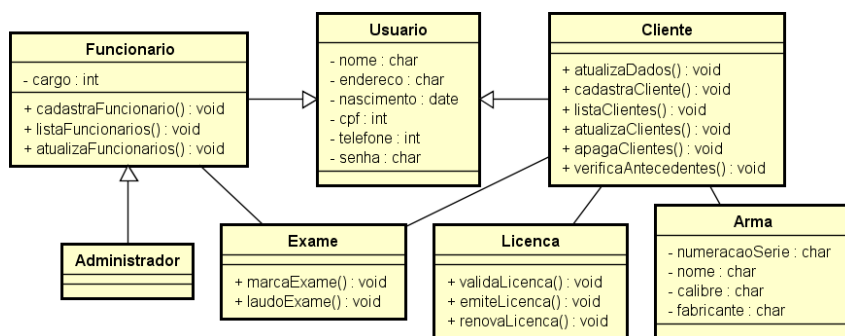 Funcionario
- cargo : int
+ cadastraFuncionario() : void
+ listaFuncionarios() : void
+ atualizaFuncionarios() : void
Usuario
- nome : char
- endereco : char
- nascimento : date
- cpf : int
- telefone : int
- senha : char
Cliente
+ atualizaDados() : void
+ cadastraCliente() : void
+ listaClientes() : void
+ atualizaClientes() : void
+ apagaClientes() : void
+ verificaAntecedentes() : void
Administrador
Exame
+ marcaExame() : void
+ laudoExame() : void
Licenca
+ validaLicenca() : void
+ emiteLicenca() : void
+ renovaLicenca() : void
Arma
- numeracaoSerie : char
- nome : char
- calibre : char
- fabricante : char